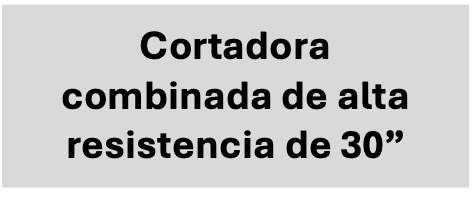 Cortadora
combinada de alta
resistencia de 30”